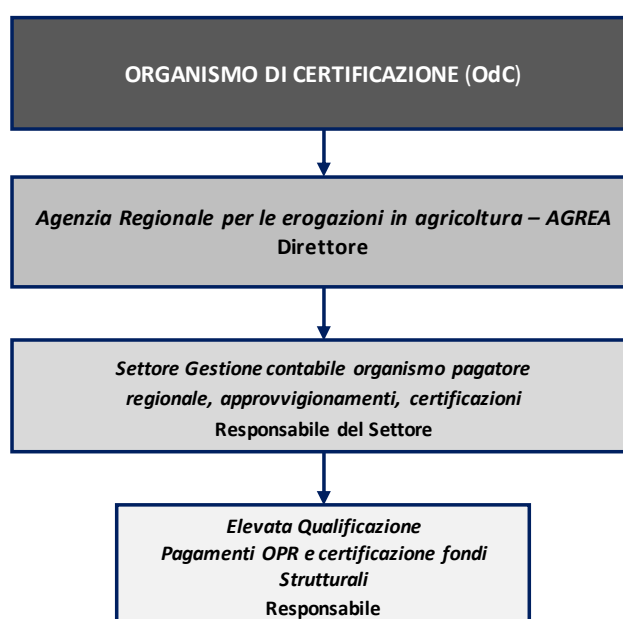 ORGANISMO DI CERTIFICAZIONE (OdC)
Agenzia Regionale per le erogazioni in agricoltura – AGREA
Direttore
Settore Gestione contabile organismo pagatore
regionale, approvvigionamenti, certificazioni
Responsabile del Settore
Elevata Qualificazione
Pagamenti OPR e certificazione fondi
Strutturali
Responsabile